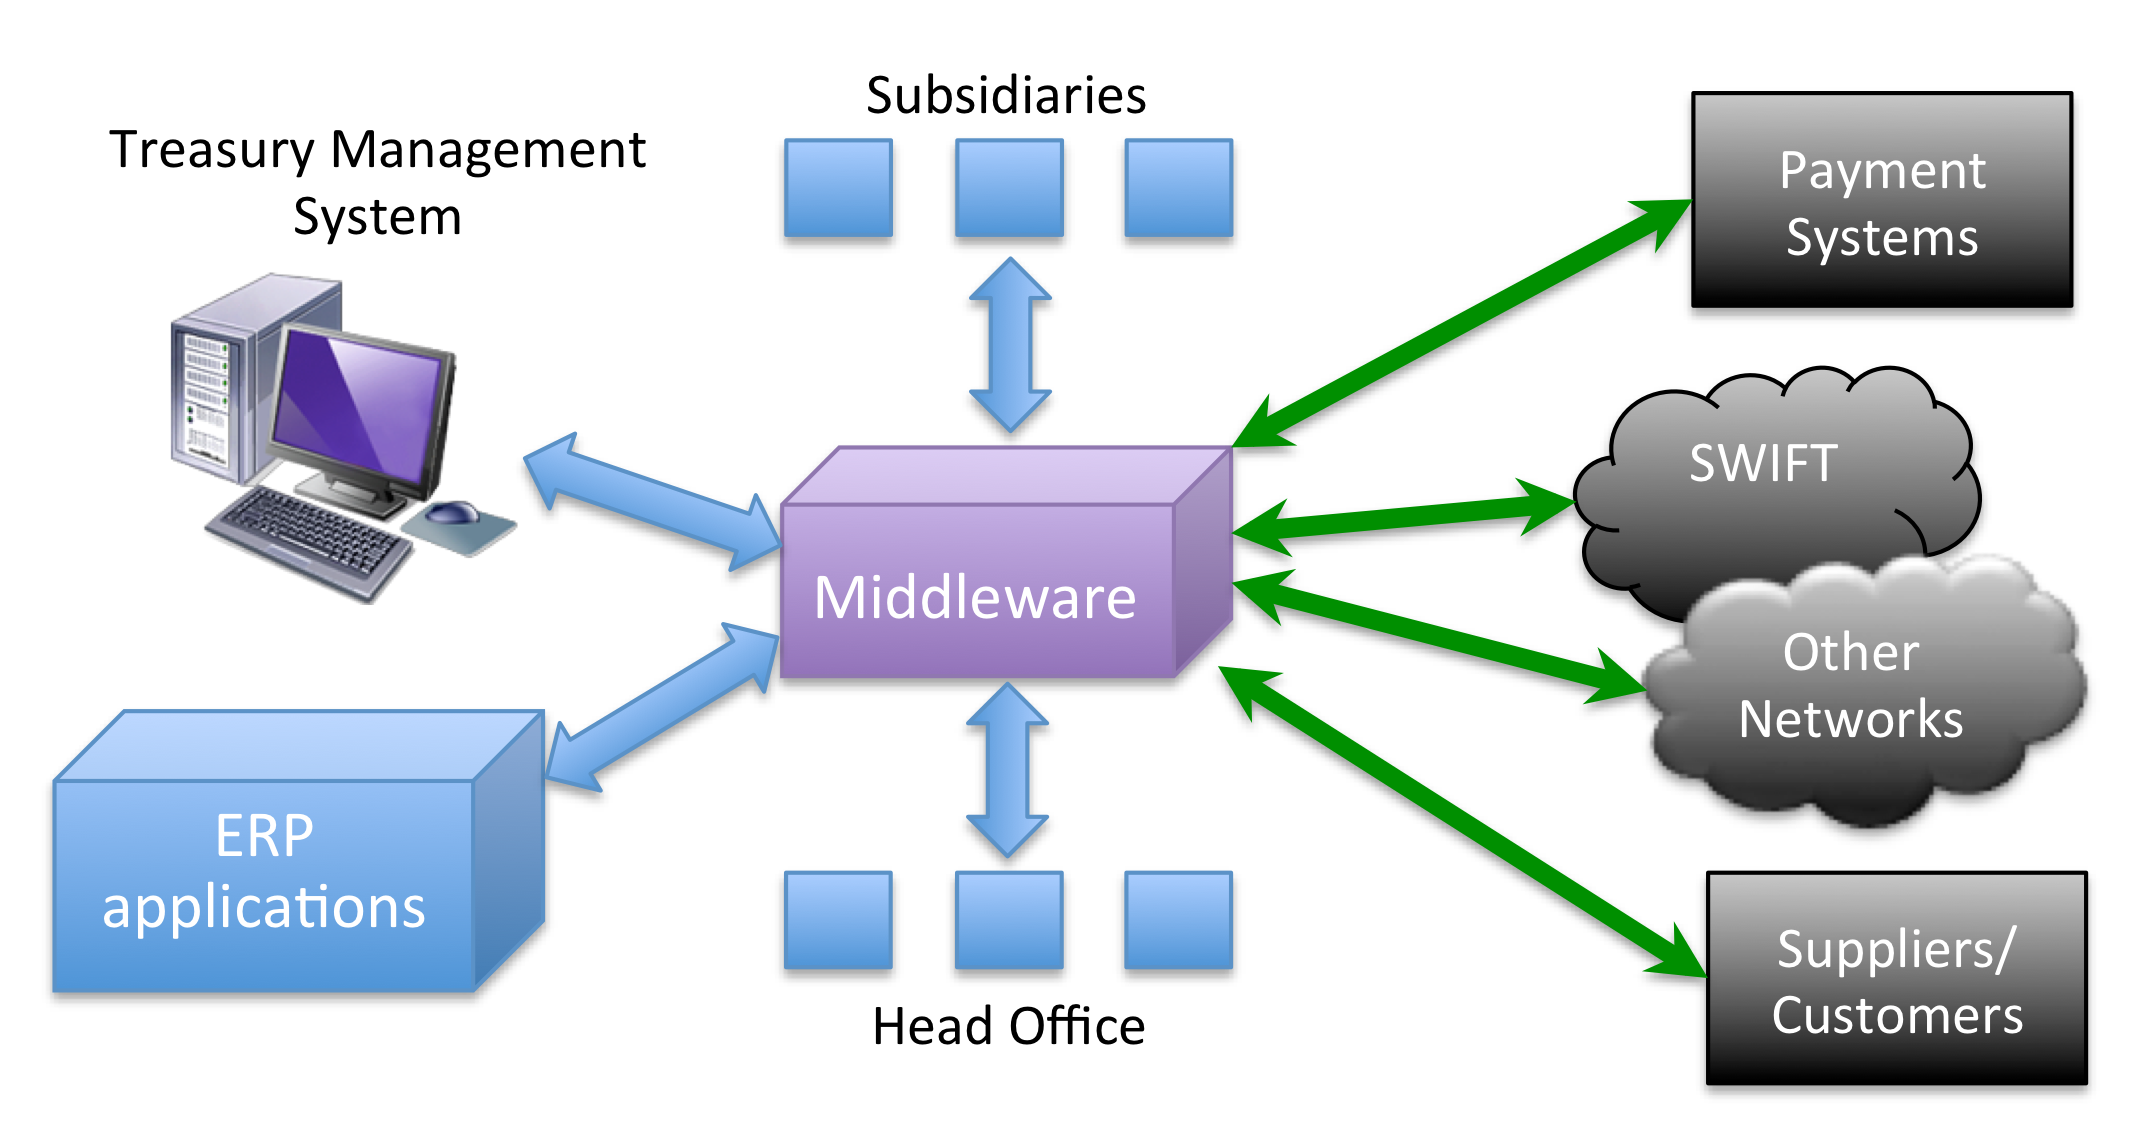 Subsidiaries
Treasury Management
System
Payment
Systems
SWIFT
Middleware
Other
Networks
ERP
applications
Suppliers/
Customers
Head Office